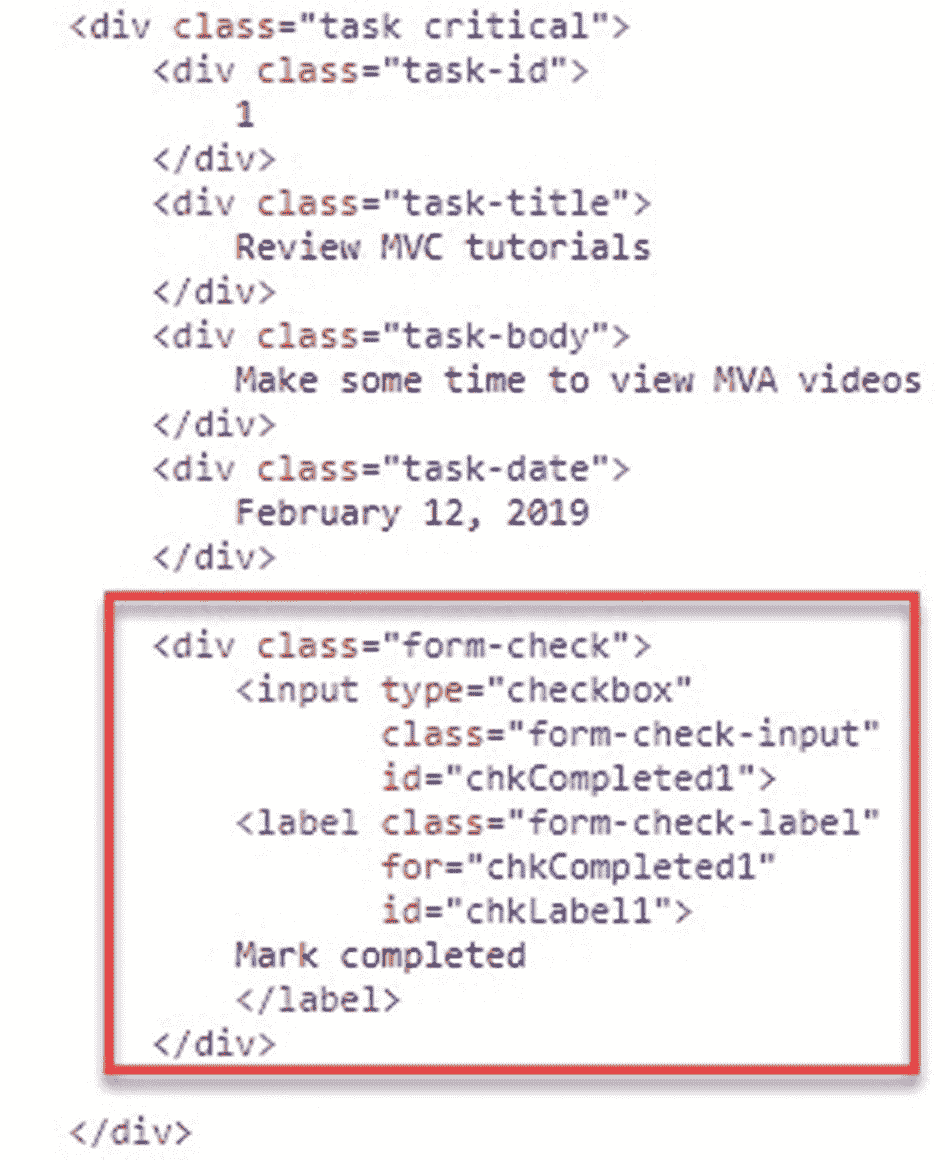 <div class="task critical">
<div class="task-id">
1
</div>
<div class="task-title">
Review MVC tutorials
</div>
<div class="task-body">
Make some time to view MVA videos
</div>
<div class="task-date">
February 12, 2019
</div>
<div class="form-check">
<input type="checkbox"
class="form-check-input"
id="chkCompleted1">
<label class="form-check-label"
for="chkCompleted1"
id="chkLabel1">
Mark completed
</label>
</div>
</div>